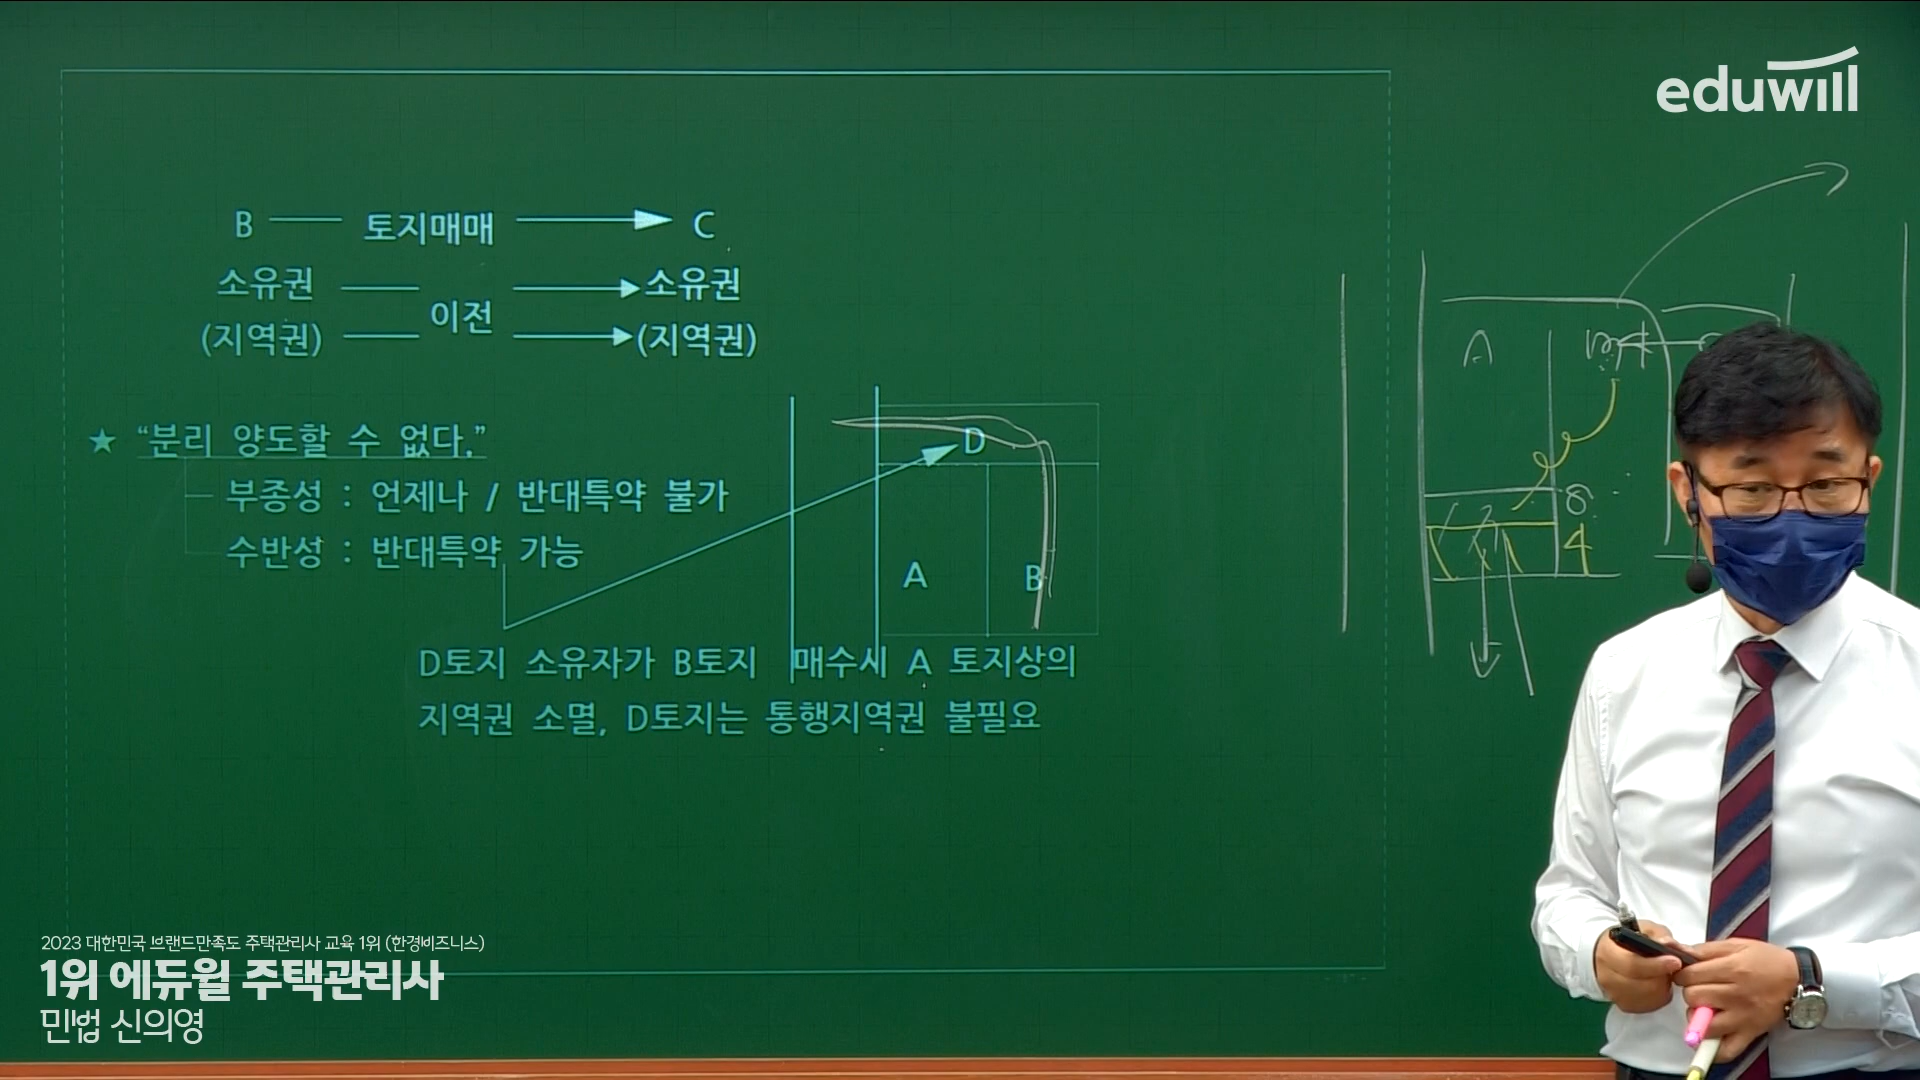 eduwill
B 토지매매 C
소유권 소유권
이전
(지역권) (지역권)
★ “분리 양도할 수 없다.”
D
부종성 : 언제나 / 반대특약 불가
수반성 : 반대특약 가능
A B
D토지 소유자가 B토지 매수시 A 토지상의
지역권 소멸, D토지는 통행지역권 불필요
A
8
4
2023 대한민국 브랜드만족도 주택관리사 교육 1위 (한경비즈니스)
1위 에듀윌 주택관리사
민법 신의영